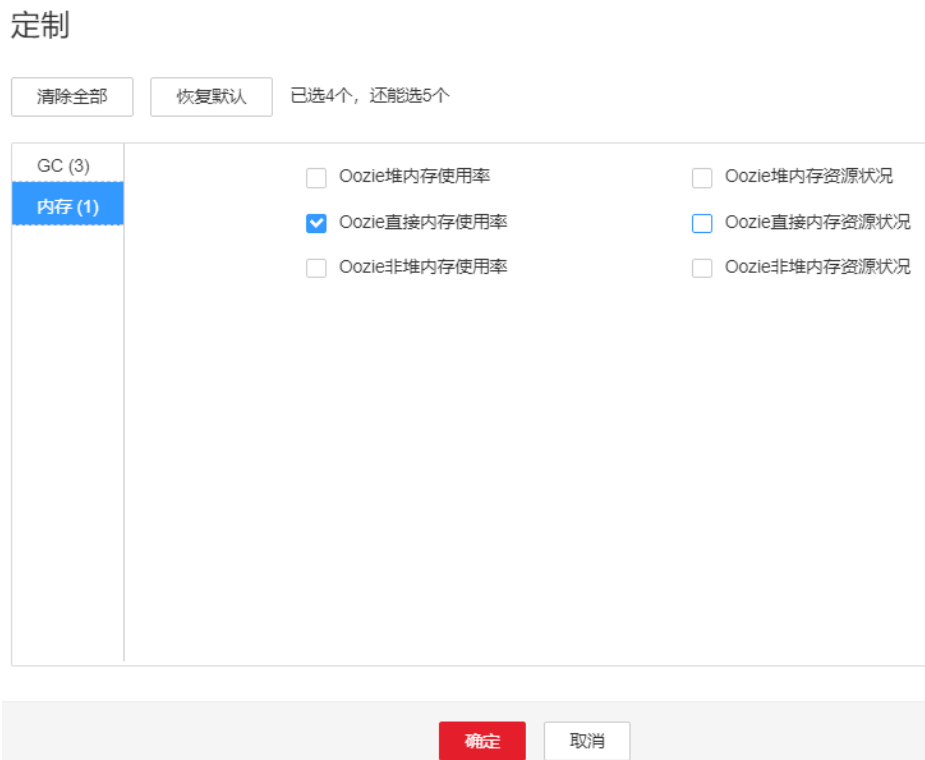 定制
清除全部 恢复默认 已选4个，还能选5个
GC (3)
内存 (1)
Oozie堆内存使用率 Oozie堆内存资源状况
Oozie直接内存使用率 Oozie直接内存资源状况
Oozie非堆内存使用率 Oozie非堆内存资源状况
确定 取消